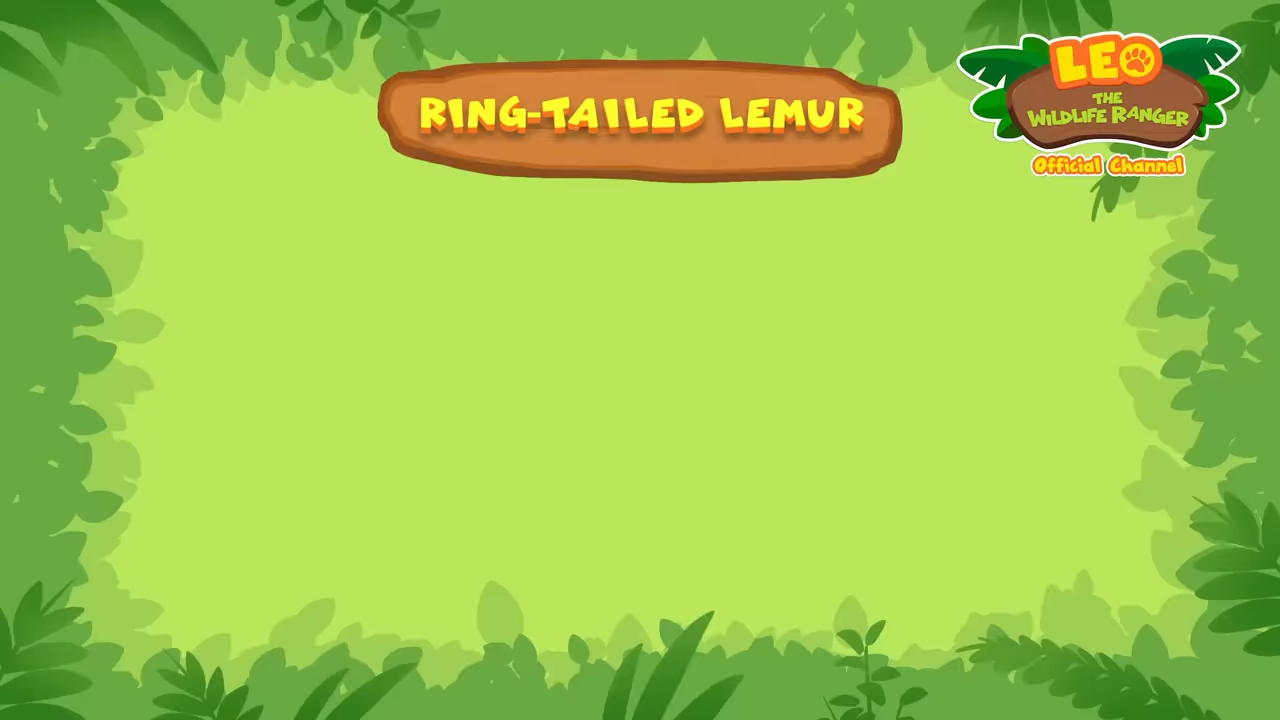 RING-TAILED LEMUR
LEO
THE
WILDLIFE RANGER
Official Channel